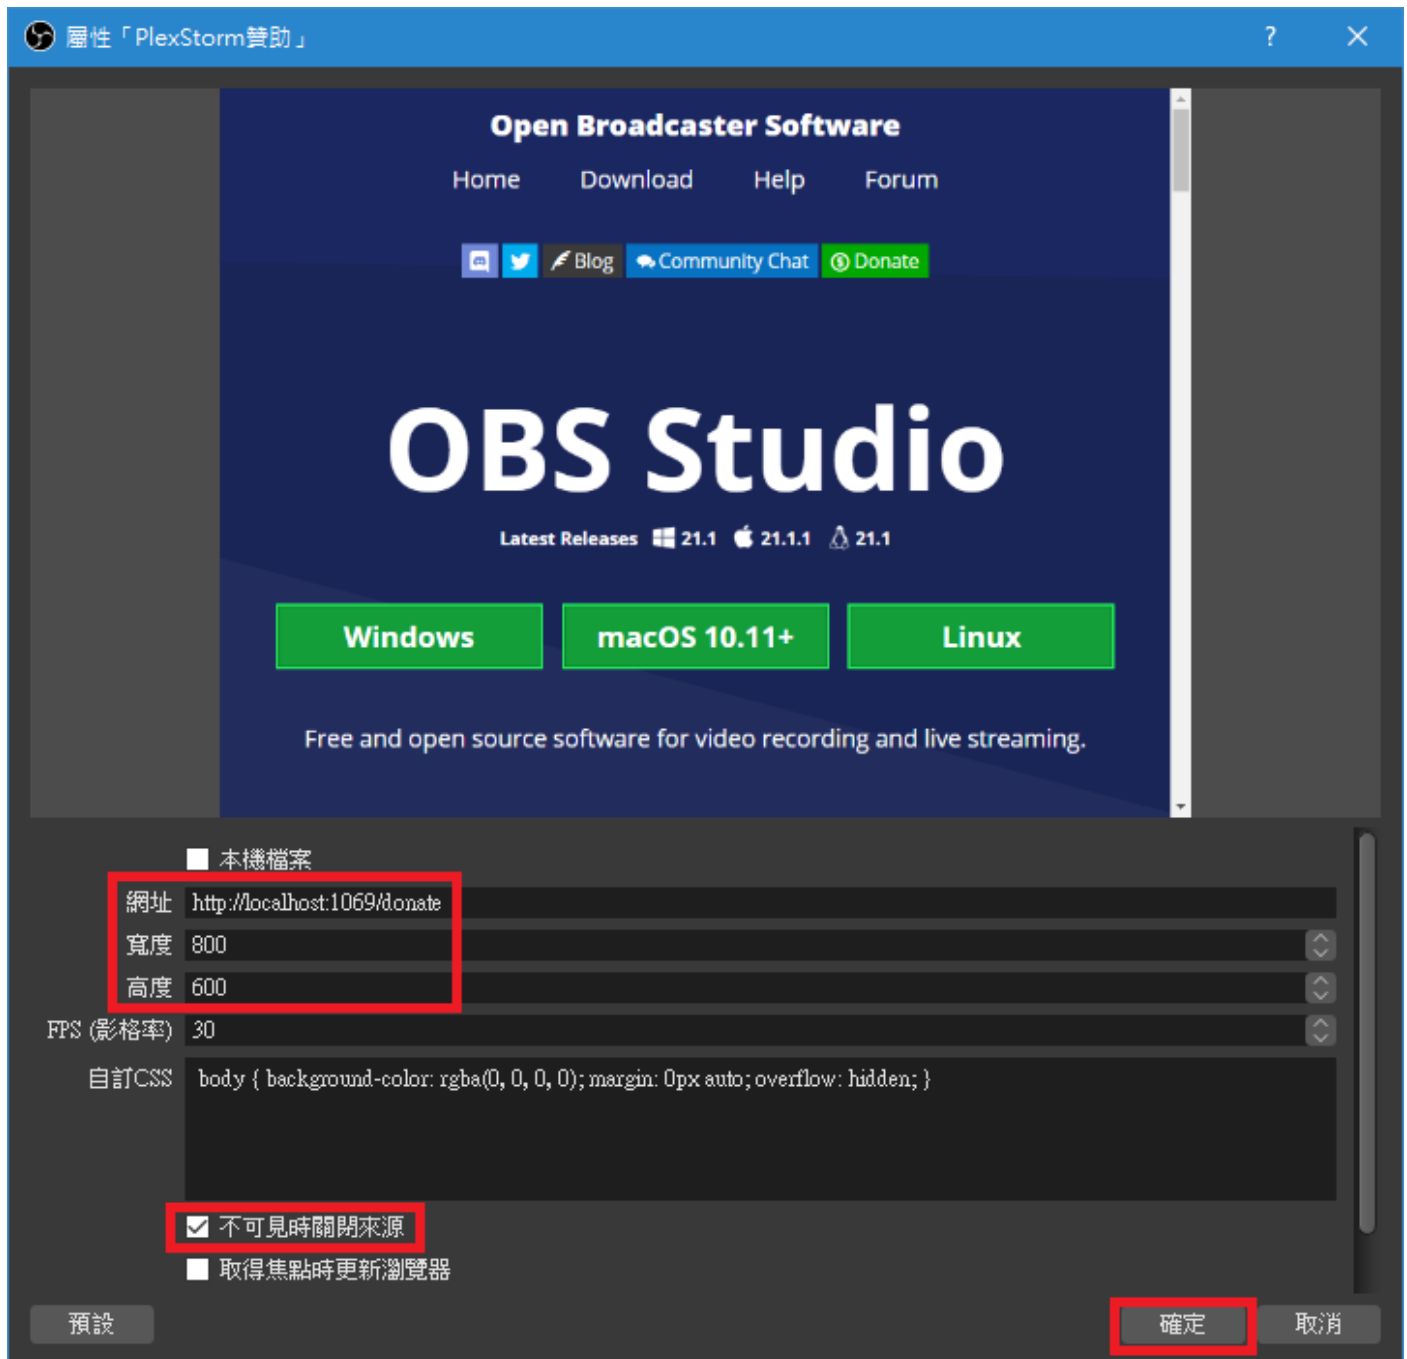 屬性「PlexStorm贊助」
?
Open Broadcaster Software
Home Download Help Forum
Blog Community Chat Donate
OBS Studio
Latest Releases 21.1 21.1.1 21.1
Windows macOS 10.11+ Linux
Free and open source software for video recording and live streaming.
本機檔案
網址 http://localhost:1069/donate
寬度 800
高度 600
FPS (影格率) 30
自訂CSS body { background-color: rgba(0, 0, 0, 0); margin: 0px auto; overflow: hidden; }
不可見時關閉來源
取得焦點時更新瀏覽器
預設 確定 取消